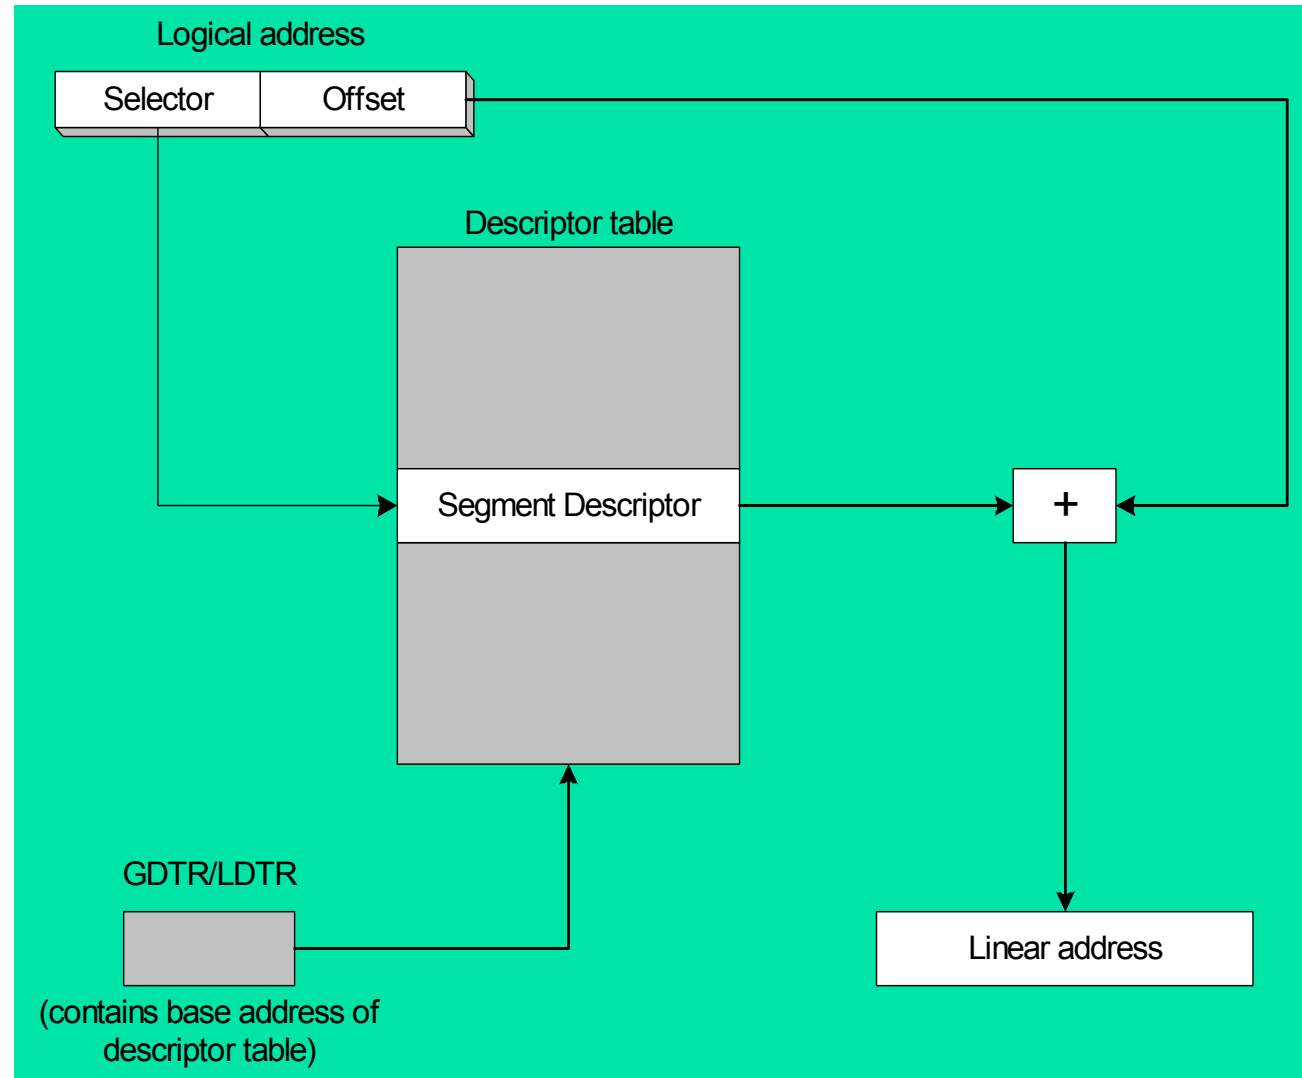 Logical address
Selector
Offset
Descriptor table
Segment Descriptor
+
GDTR/LDTR
Linear address
(contains base address of
descriptor table)